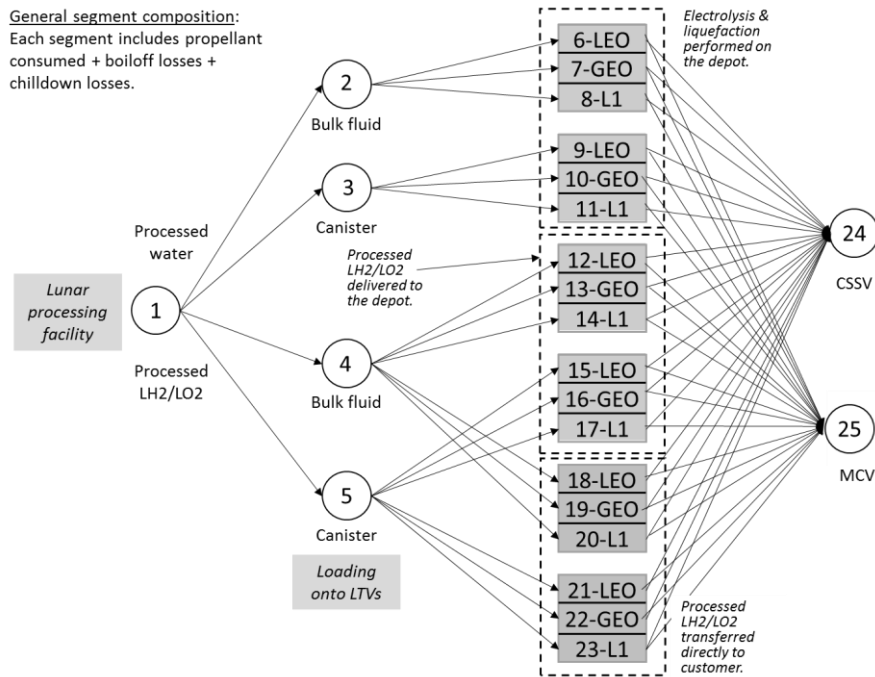 General segment composition:
Each segment includes propellant
consumed + boiloff losses +
chilldown losses.
Electrolysis &
liquefaction
performed on
the depot.
6-LEO
7-GEO
8-L1
2
Bulk fluid
9-LEO
10-GEO
11-L1
3
Canister
Processed
water
Processed
LH2/LO2
delivered to
the depot.
24
CSSV
12-LEO
13-GEO
14-L1
Lunar
processing
facility
1
Processed
LH2/LO2
4
Bulk fluid
15-LEO
16-GEO
17-L1
25
MCV
5
Canister
18-LEO
19-GEO
20-L1
Loading
onto LTVs
21-LEO
22-GEO
23-L1
Processed
LH2/LO2
transferred
directly to
customer.